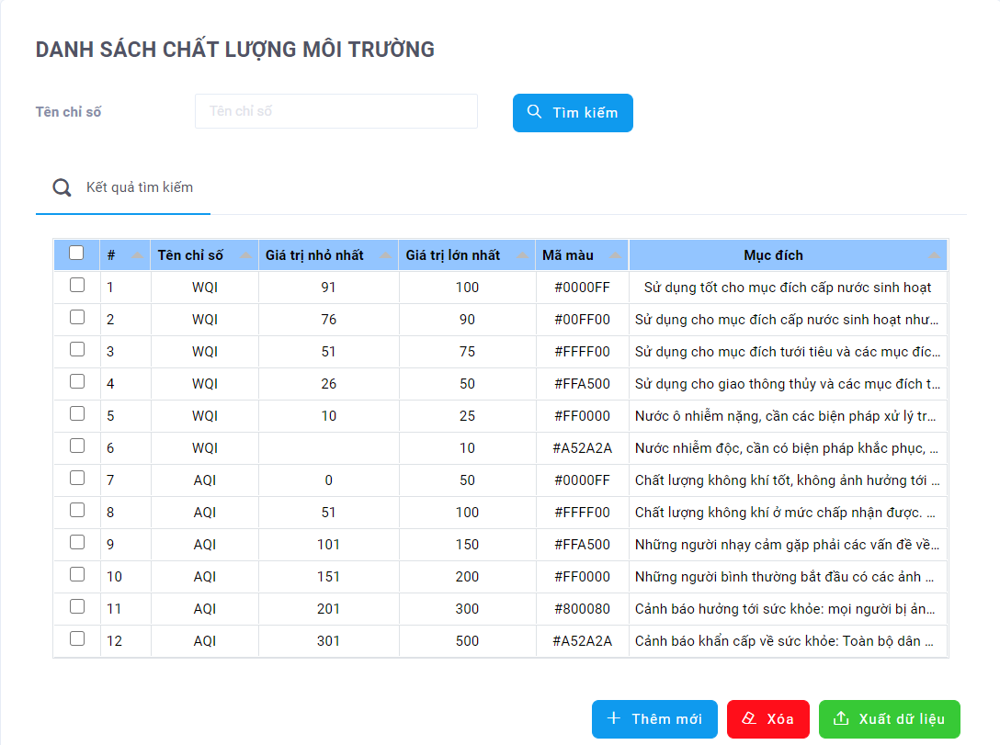 DANH SÁCH CHẤT LƯỢNG MÔI TRƯỜNG
Tên chỉ số Tên chỉ số Tìm kiếm
Kết quả tìm kiếm
# Tên chỉ số Giá trị nhỏ nhất Giá trị lớn nhất Mã màu Mục đích
1 WQI 91 100 #0000FF Sử dụng tốt cho mục đích cấp nước sinh hoạt
2 WQI 76 90 #00FF00 Sử dụng cho mục đích cấp nước sinh hoạt như...
3 WQI 51 75 #FFFF00 Sử dụng cho mục đích tưới tiêu và các mục đíc...
4 WQI 26 50 #FFA500 Sử dụng cho giao thông thủy và các mục đích t...
5 WQI 10 25 #FF0000 Nước ô nhiễm nặng, cần các biện pháp xử lý tr...
6 WQI 10 #A52A2A Nước nhiễm độc, cần có biện pháp khắc phục, ...
7 AQI 0 50 #0000FF Chất lượng không khí tốt, không ảnh hưởng tới ...
8 AQI 51 100 #FFFF00 Chất lượng không khí ở mức chấp nhận được. ...
9 AQI 101 150 #FFA500 Những người nhạy cảm gặp phải các vấn đề về...
10 AQI 151 200 #FF0000 Những người bình thường bắt đầu có các ảnh ...
11 AQI 201 300 #800080 Cảnh báo hưởng tới sức khỏe: mọi người bị ản...
12 AQI 301 500 #A52A2A Cảnh báo khẩn cấp về sức khỏe: Toàn bộ dân ...
Thêm mới Xóa Xuất dữ liệu